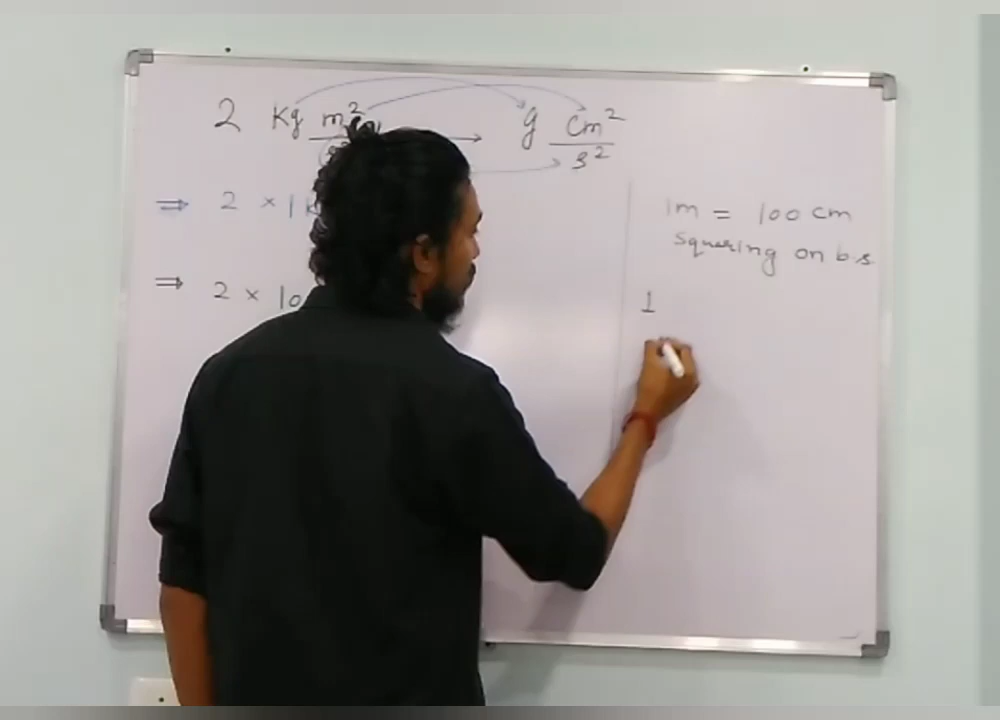 2 Kg m² → g cm²
s²
⇒ 2 × 1 k
1m = 100 cm
squaring on b.s
⇒ 2 × 10
1